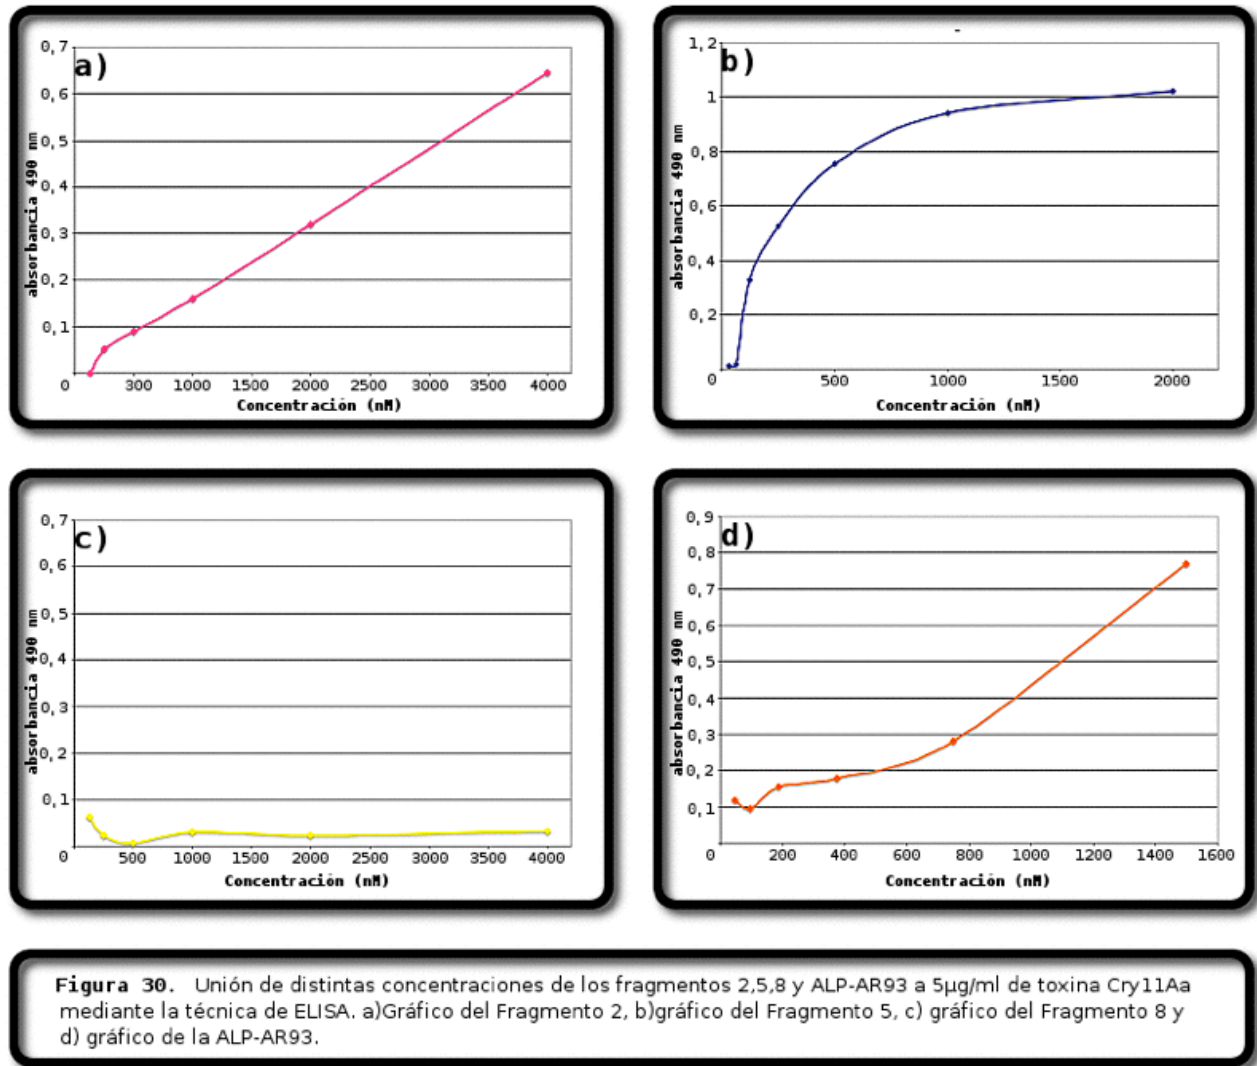 a)
0,7
0,6
0,5
0,4
0,3
0,2
0,1
absorbancia 490 nm
0 300 1000 1500 2000 2500 3000 3500 4000
Concentración (nM)
b)
-
1,2
1
0,8
0,6
0,4
0,2
absorbancia 490 nm
0 500 1000 1500 2000
Concentración (nM)
c)
0,7
0,6
0,5
0,4
0,3
0,2
0,1
absorbancia 490 nm
0 500 1000 1500 2000 2500 3000 3500 4000
Concentración (nM)
d)
0,9
0,8
0,7
0,6
0,5
0,4
0,3
0,2
0,1
absorbancia 490 nm
0 200 400 600 800 1000 1200 1400 1600
Concentración (nM)
Figura 30. Unión de distintas concentraciones de los fragmentos 2,5,8 y ALP-AR93 a 5µg/ml de toxina Cry11Aa
mediante la técnica de ELISA. a)Gráfico del Fragmento 2, b)gráfico del Fragmento 5, c) gráfico del Fragmento 8 y
d) gráfico de la ALP-AR93.